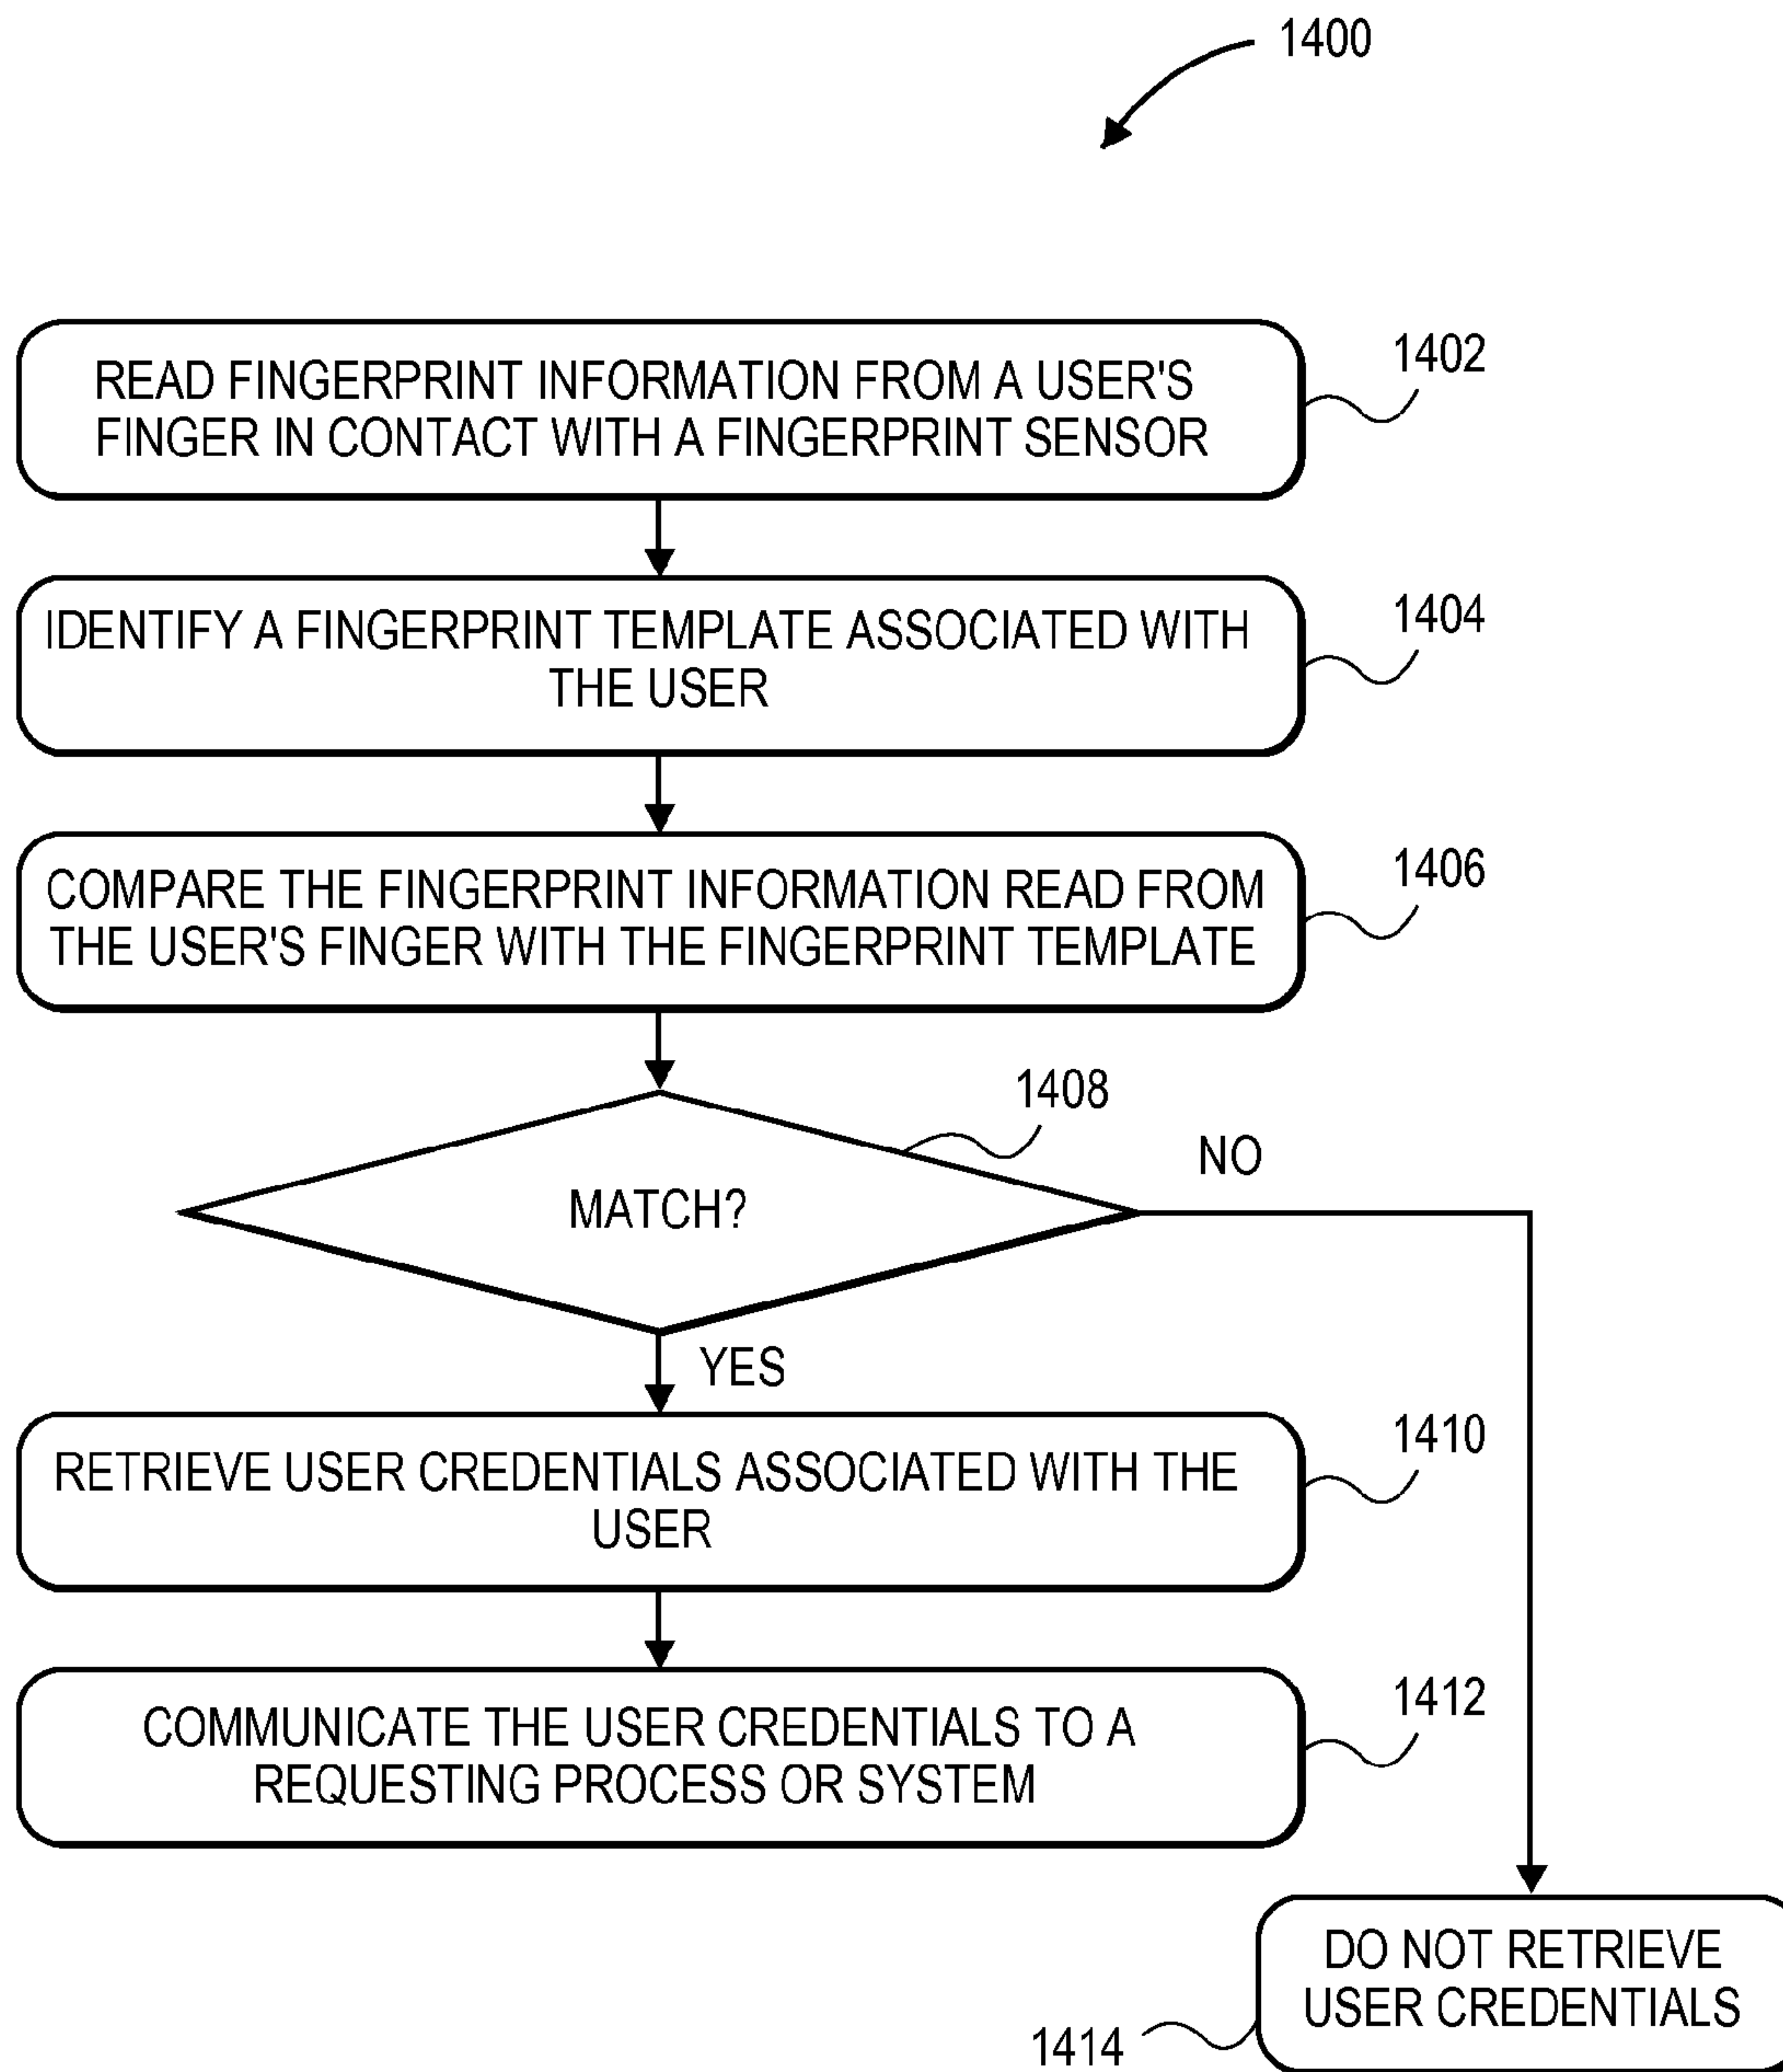 1400
READ FINGERPRINT INFORMATION FROM A USER'S
FINGER IN CONTACT WITH A FINGERPRINT SENSOR
1402
IDENTIFY A FINGERPRINT TEMPLATE ASSOCIATED WITH
THE USER
1404
COMPARE THE FINGERPRINT INFORMATION READ FROM
THE USER'S FINGER WITH THE FINGERPRINT TEMPLATE
1406
1408
MATCH?
NO
YES
RETRIEVE USER CREDENTIALS ASSOCIATED WITH THE
USER
1410
COMMUNICATE THE USER CREDENTIALS TO A
REQUESTING PROCESS OR SYSTEM
1412
DO NOT RETRIEVE
USER CREDENTIALS
1414